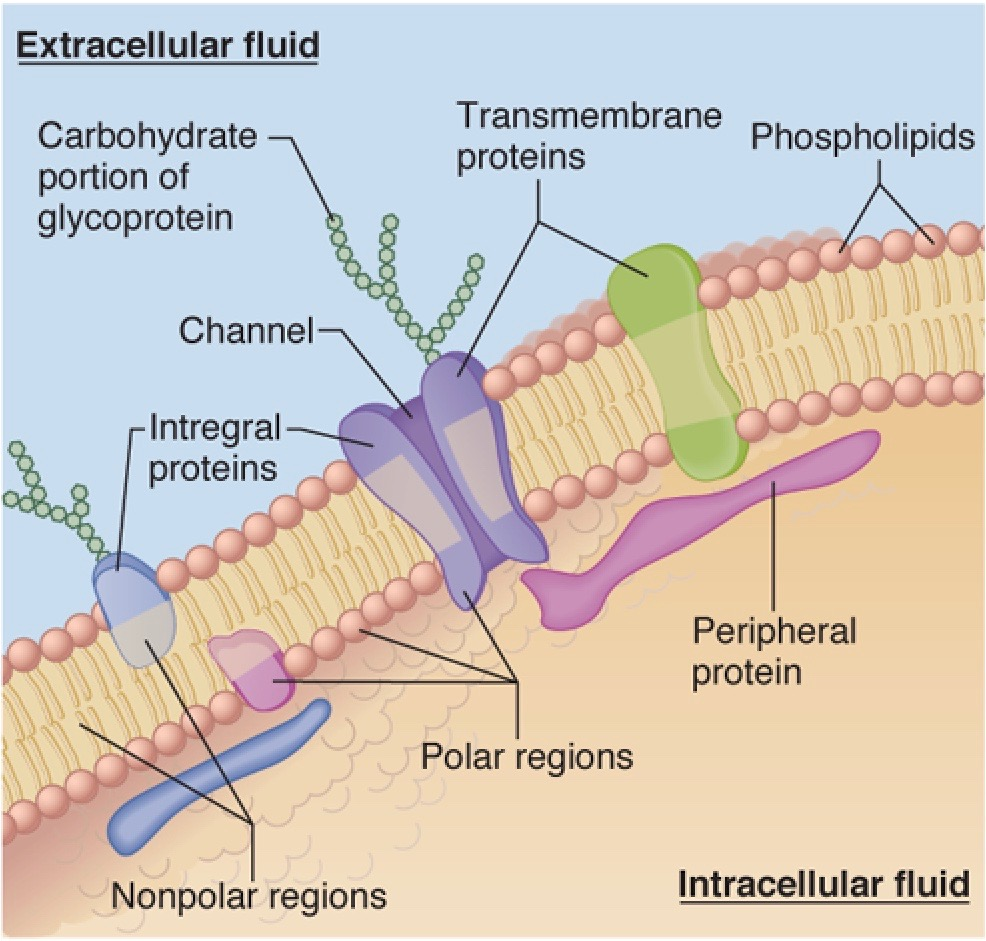 Extracellular fluid
Carbohydrate
portion of
glycoprotein
Transmembrane
proteins
Phospholipids
Channel
Intregral
proteins
Peripheral
protein
Polar regions
Nonpolar regions
Intracellular fluid